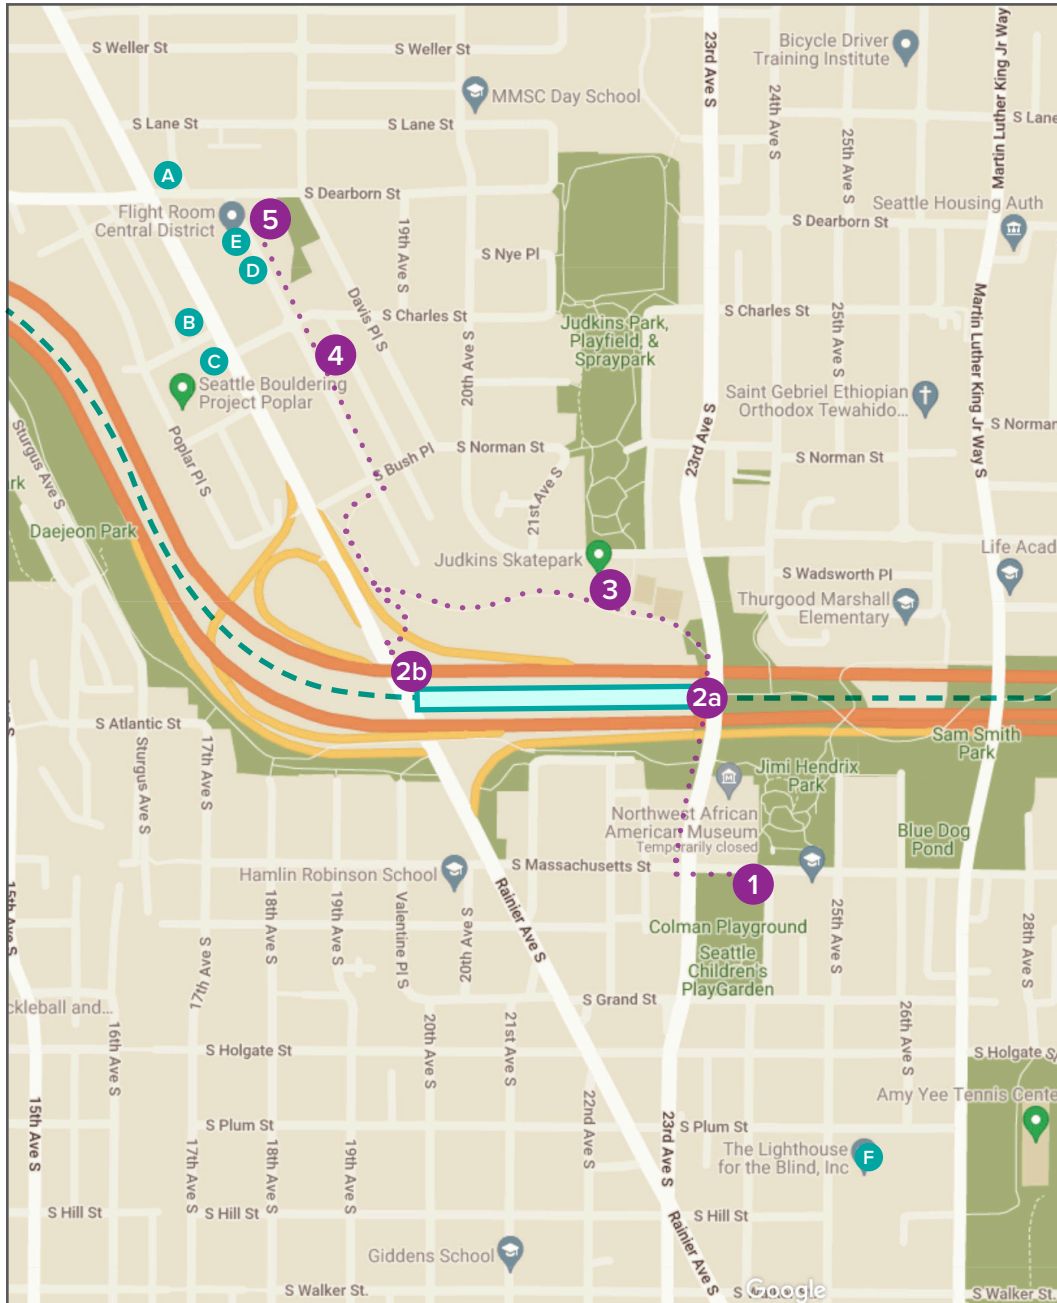 S Weller St
S Weller St
23rd Ave S
Bicycle Driver
Training Institute
Martin Luther King Jr Way
MMSC Day School
24th Ave S
S Lane St
S Lane St
25th Ave S
S Lane
A
S Dearborn St
Flight Room
Central District
5
E
D
19th Ave S
S Nye Pl
S Dearborn St
Seattle Housing Auth
Martin Luther King Jr Way S
B
C
Davis Pl S
S Charles St
20th Ave S
Judkins Park,
Playfield, &
Spraypark
S Charles St
25th Ave S
4
Seattle Bouldering
Project Poplar
Saint Gebriel Ethiopian
Orthodox Tewahido...
Sturgus Ave S
Poplar Pl S
S Bush Pl
S Norman St
23rd Ave S
S Norman St
S Norman
rk
21st Ave S
Daejeon Park
Judkins Skatepark
Life Acad
3
S Wadsworth Pl
Thurgood Marshall
Elementary
2b
2a
S Atlantic St
Sturgus Ave S
17th Ave S
Sam Smith
Park
Jimi Hendrix
Park
Northwest African
American Museum
Temporarily closed
Blue Dog
Pond
Hamlin Robinson School
S Massachusetts St
1
15th Ave S
18th Ave S
19th Ave S
Valentine Pl S
20th Ave S
Rainier Ave S
Colman Playground
Seattle
Children's
PlayGarden
25th Ave S
28th Ave S
17th Ave S
ckleball and...
S Grand St
16th Ave S
20th Ave S
21st Ave S
26th Ave S
S Holgate St
S Holgate S
15th Ave S
22nd Ave S
23rd Ave S
Amy Yee Tennis Cente
S Plum St
S Plum St
17th Ave S
18th Ave S
19th Ave S
The Lighthouse
for the Blind, Inc
F
S Hill St
S Hill St
S Hill St
Rainier Ave S
Giddens School
S Walker St.
Google
S Walker St.